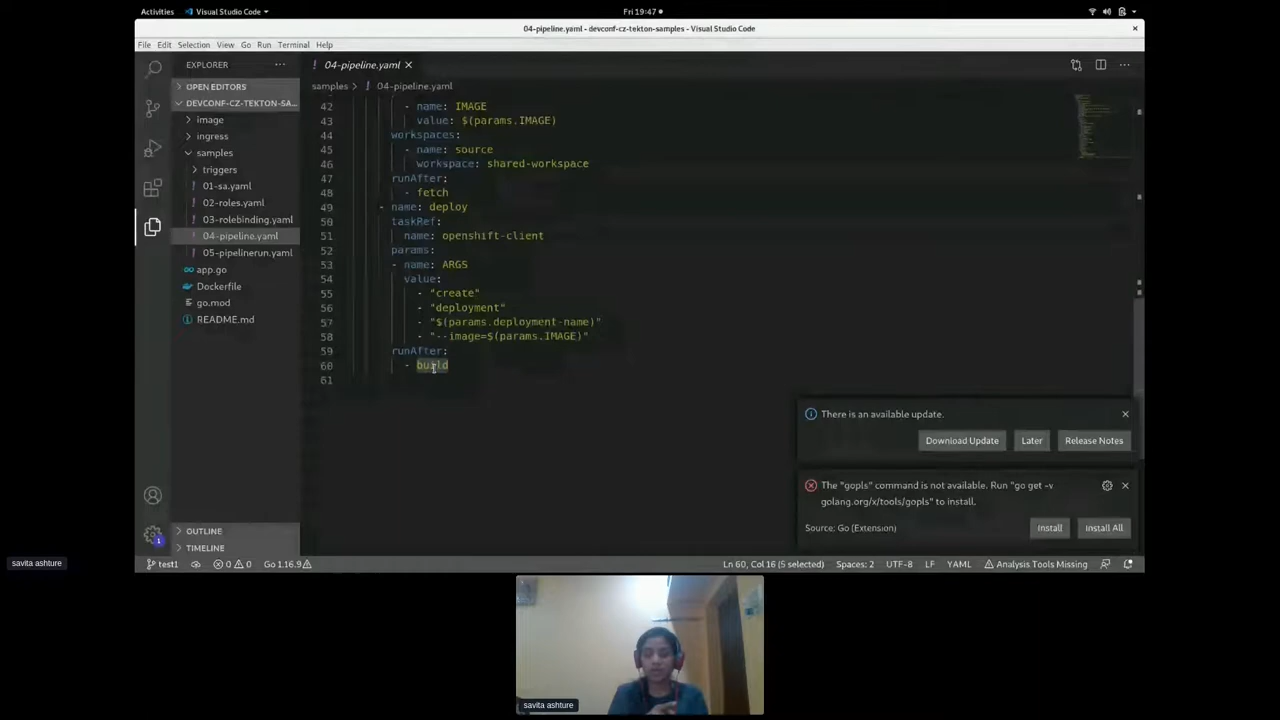 Activities
Visual Studio Code
Fri 19:47
04-pipeline.yaml - devconf-cz-tekton-samples - Visual Studio Code
File Edit Selection View Go Run Terminal Help
EXPLORER
OPEN EDITORS
DEVCONF-CZ-TEKTON-SA...
image
ingress
samples
triggers
01-sa.yaml
02-roles.yaml
03-rolebinding.yaml
04-pipeline.yaml
05-pipelinerun.yaml
app.go
Dockerfile
go.mod
README.md
OUTLINE
TIMELINE
04-pipeline.yaml
samples > 04-pipeline.yaml
42 - name: IMAGE
43 value: $(params.IMAGE)
44 workspaces:
45 - name: source
46 workspace: shared-workspace
47 runAfter:
48 - fetch
49 - name: deploy
50 taskRef:
51 name: openshift-client
52 params:
53 - name: ARGS
54 value:
55 - "create"
56 - "deployment"
57 - "$(params.deployment-name)"
58 - "--image=$(params.IMAGE)"
59 runAfter:
60 - build
61
There is an available update.
Download Update
Later
Release Notes
The "gopls" command is not available. Run "go get -v
golang.org/x/tools/gopls" to install.
Source: Go (Extension)
Install
Install All
1
test1
0 0
Go 1.16.9
Ln 60, Col 16 (5 selected)
Spaces: 2
UTF-8
LF
YAML
Analysis Tools Missing
savita ashture
savita ashture